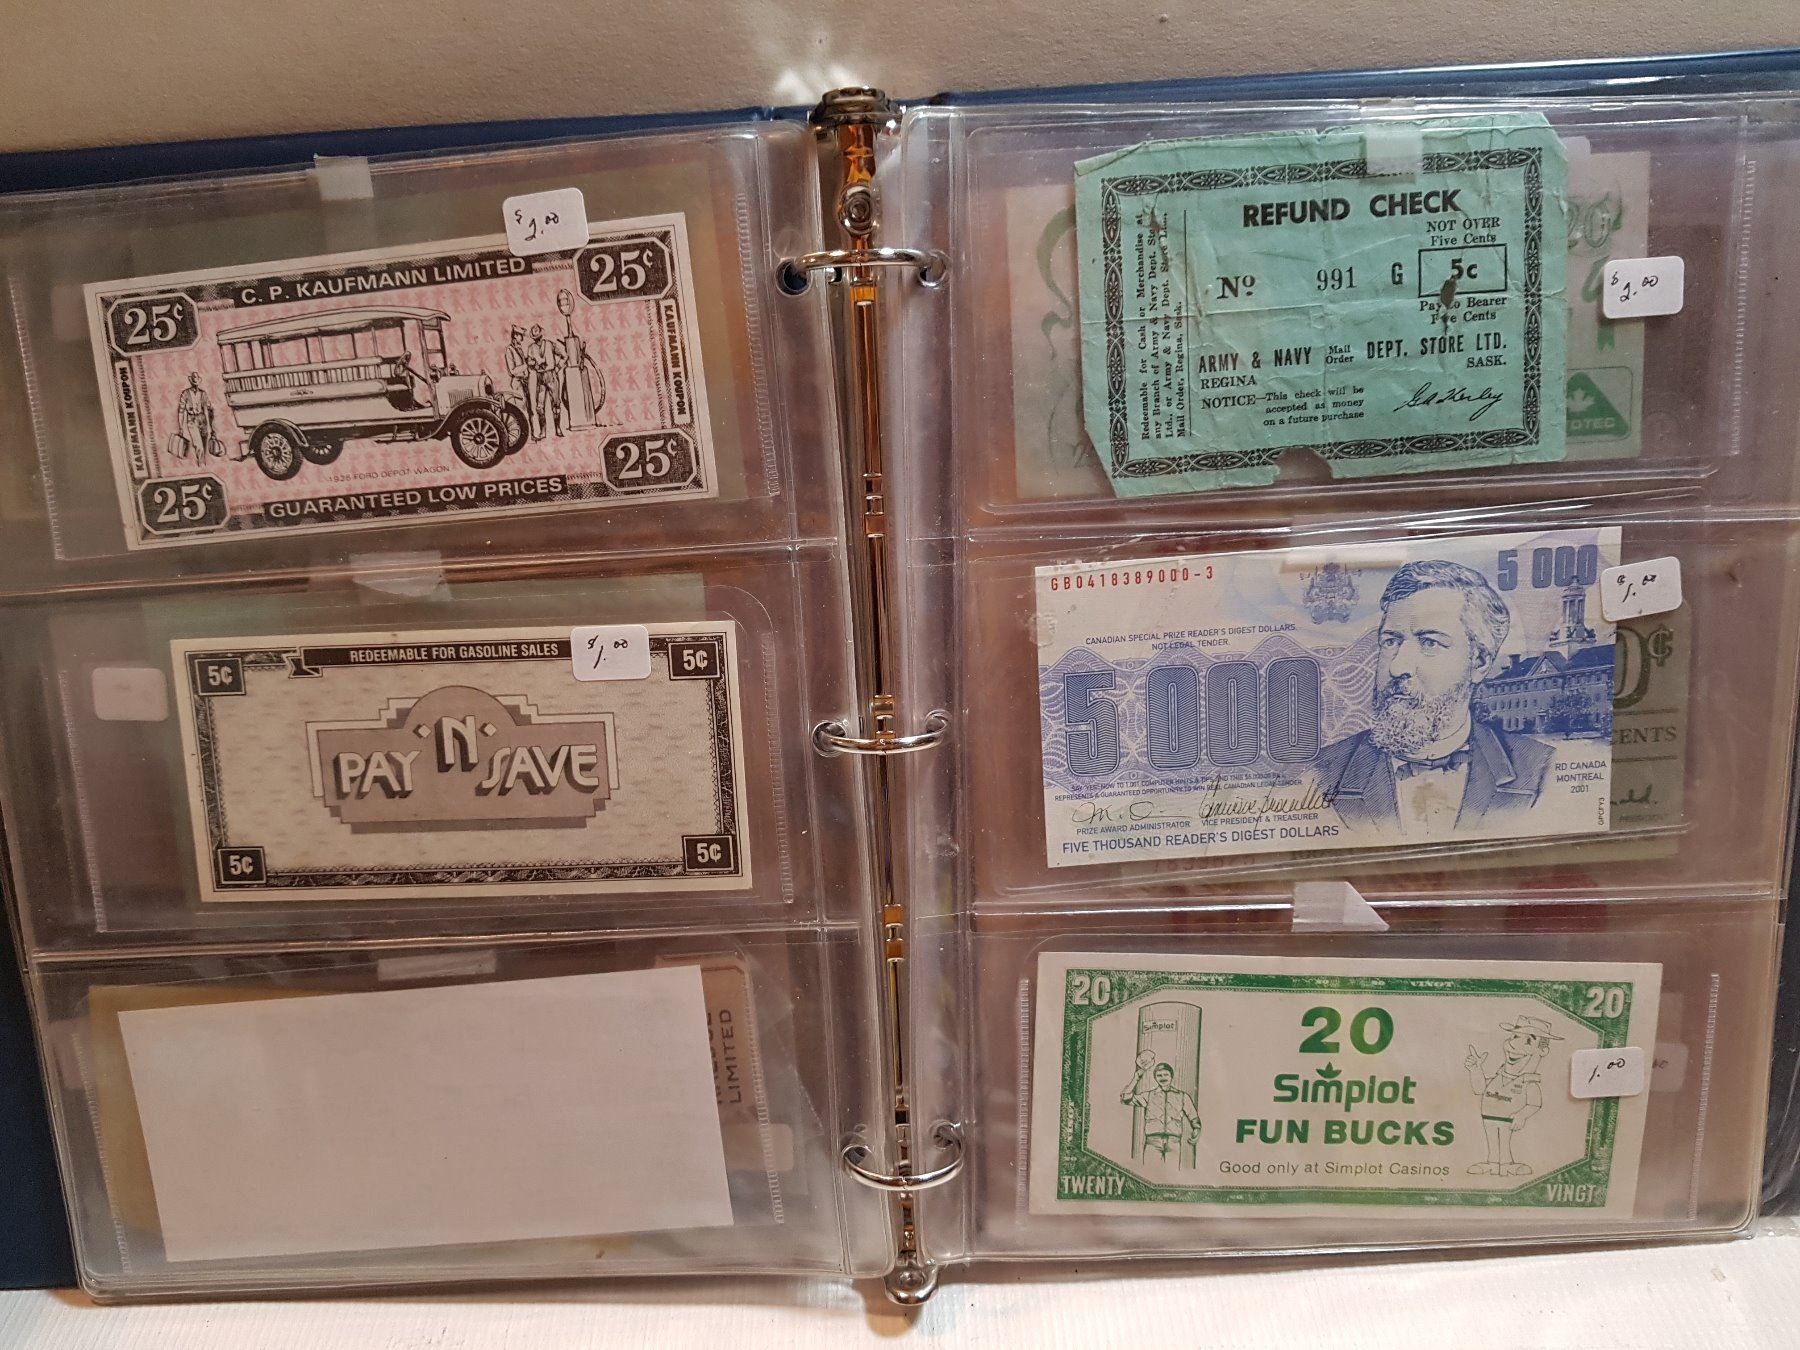 $2.00
C. P. KAUFMANN LIMITED
25¢
25¢
KAUFMANN KOUPON
KAUFMANN KOUPON
1928 FORD DEPOT WAGON
25¢
25¢
GUARANTEED LOW PRICES
$1.00
REDEEMABLE FOR GASOLINE SALES
5¢
5¢
PAY 'N' SAVE
5¢
5¢
LIMITED
REFUND CHECK
NOT OVER
Five Cents
No 991 G 5c
Pay to Bearer
Five Cents
ARMY & NAVY Mail Order DEPT. STORE LTD.
REGINA SASK.
NOTICE—This check will be
accepted as money
on a future purchase
Redeemable for Cash or Merchandise at
any Branch of Army & Navy Dept. Store
Ltd., or Army & Navy Dept. Store Ltd.,
Mail Order, Regina, Sask.
$2.00
GB0418389000-3
5 000
$1.00
CANADIAN SPECIAL PRIZE READER'S DIGEST DOLLARS.
NOT LEGAL TENDER.
5 000
RD CANADA
MONTREAL
2001
PRIZE AWARD ADMINISTRATOR VICE PRESIDENT & TREASURER
FIVE THOUSAND READER'S DIGEST DOLLARS
¢
CENTS
20
20
VINGT
20
Simplot
FUN BUCKS
Good only at Simplot Casinos
Simplot
Simplot
1.00
TWENTY
VINGT